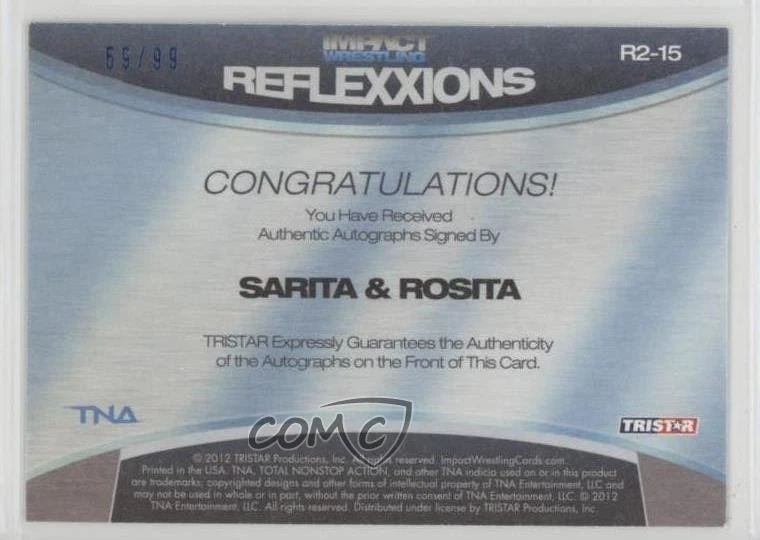 59/99
IMPACT
WRESTLING
REFLEXXIONS
R2-15
CONGRATULATIONS!
You Have Received
Authentic Autographs Signed By
SARITA & ROSITA
TRISTAR Expressly Guarantees the Authenticity
of the Autographs on the Front of This Card.
TNA
TRISTAR
COMC
© 2012 TRISTAR Productions, Inc. All rights reserved. ImpactWrestlingCards.com.
Printed in the USA. TNA, TOTAL NONSTOP ACTION, and other TNA indicia used on or in this product
are trademarks; copyrighted designs and other forms of intellectual property of TNA Entertainment, LLC and
may not be used in whole or in part, without the prior written consent of TNA Entertainment, LLC. © 2012
TNA Entertainment, LLC. All rights reserved. Distributed under license by TRISTAR Productions, Inc.